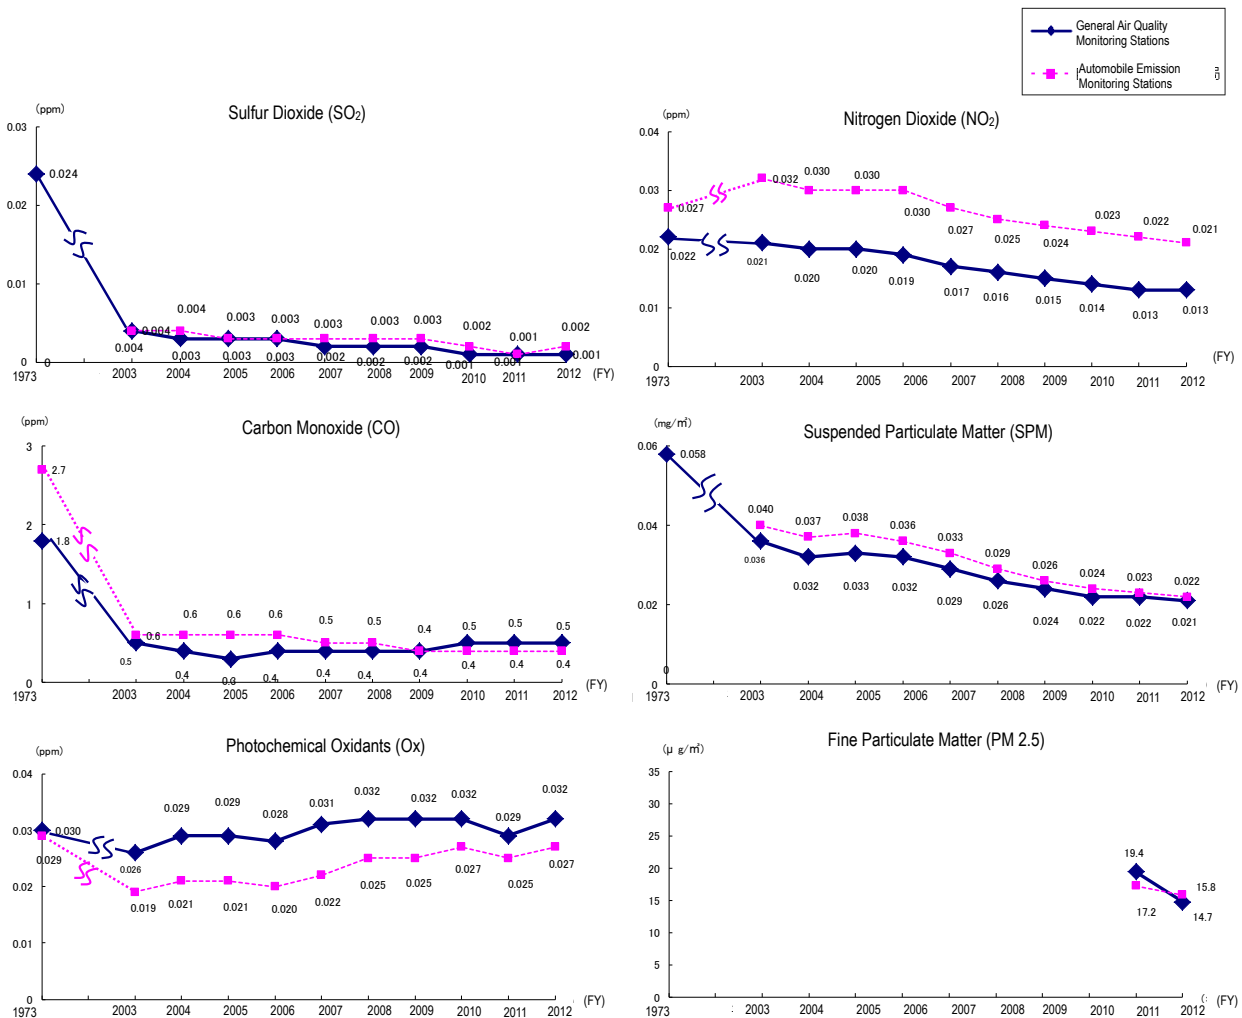 General Air Quality
Monitoring Stations
Automobile Emission
Monitoring Stations
(ppm)
Sulfur Dioxide (SO₂)
0.03
0.02
0.01
0
0.024
0
0.004
0.004
0.004
0.003
0.003
0.003
0.003
0.003
0.003
0.002
0.003
0.002
0.003
0.002
0.002
0.001
0.001
0.001
0.002
0.001
1973 2003 2004 2005 2006 2007 2008 2009 2010 2011 2012 (FY)
(ppm)
Nitrogen Dioxide (NO₂)
0.04
0.03
0.02
0.01
0
0.027 0.032 0.030 0.030 0.030 0.027 0.025 0.024 0.023 0.022 0.021
0.022 0.021 0.020 0.020 0.019 0.017 0.016 0.015 0.014 0.013 0.013
1973 2003 2004 2005 2006 2007 2008 2009 2010 2011 2012
(FY)
(ppm)
Carbon Monoxide (CO)
3
2
1
0
2.7 0.6 0.6 0.6 0.6 0.5 0.5 0.4 0.4 0.4 0.4
1.8 0.5 0.4 0.3 0.4 0.4 0.4 0.4 0.5 0.5 0.5
1973 2003 2004 2005 2006 2007 2008 2009 2010 2011 2012 (FY)
(mg/㎥)
Suspended Particulate Matter (SPM)
0.06
0.04
0.02
0
0
0.058
0.040 0.037 0.038 0.036 0.033 0.029 0.026 0.024 0.023 0.022
0.036 0.032 0.033 0.032 0.029 0.026 0.024 0.022 0.022 0.021
1973 2003 2004 2005 2006 2007 2008 2009 2010 2011 2012 (FY)
(ppm)
Photochemical Oxidants (Ox)
0.04
0.03
0.02
0.01
0
0.030 0.026 0.029 0.029 0.028 0.031 0.032 0.032 0.032 0.029 0.032
0.029 0.019 0.021 0.021 0.020 0.022 0.025 0.025 0.027 0.025 0.027
1973 2003 2004 2005 2006 2007 2008 2009 2010 2011 2012 (FY)
(μ g/㎥)
Fine Particulate Matter (PM 2.5)
35
30
25
20
15
10
5
0
19.4
17.2
15.8
14.7
1973 2003 2004 2005 2006 2007 2008 2009 2010 2011 2012 (FY)